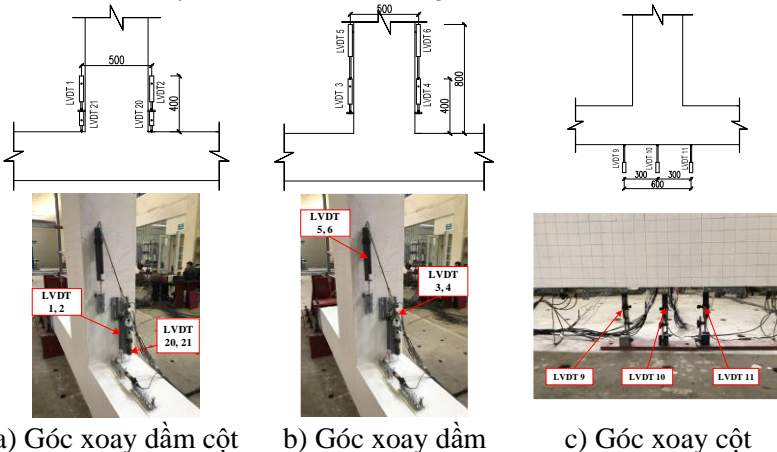 500
LVDT 1
LVDT2
LVDT 21
LVDT 20
400
500
LVDT 5
LVDT 6
LVDT 3
LVDT 4
400
800
LVDT 9
LVDT 10
LVDT 11
300
300
600
LVDT
1, 2
LVDT
20, 21
LVDT
5, 6
LVDT
3, 4
LVDT 9
LVDT 10
LVDT 11
a) Góc xoay dầm cột
b) Góc xoay dầm
c) Góc xoay cột